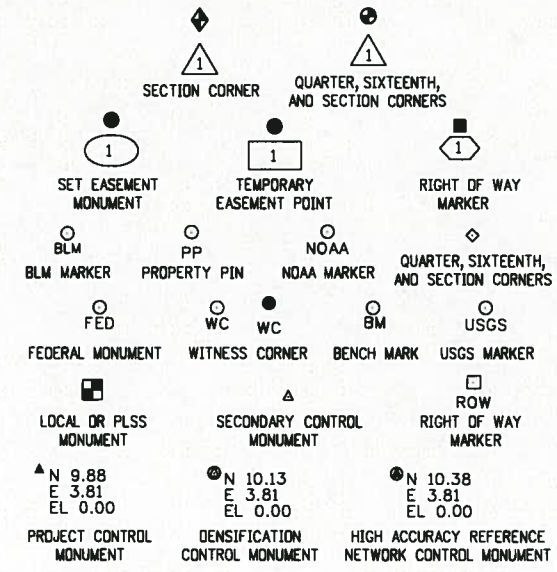 1
SECTION CORNER
1
QUARTER, SIXTEENTH,
AND SECTION CORNERS
1
SET EASEMENT
MONUMENT
1
TEMPORARY
EASEMENT POINT
1
RIGHT OF WAY
MARKER
BLM
BLM MARKER
PP
PROPERTY PIN
NOAA
NOAA MARKER
QUARTER, SIXTEENTH,
AND SECTION CORNERS
FED
FEDERAL MONUMENT
WC
WC
WITNESS CORNER
BM
BENCH MARK
USGS
USGS MARKER
LOCAL OR PLSS
MONUMENT
SECONDARY CONTROL
MONUMENT
ROW
RIGHT OF WAY
MARKER
N 9.88
E 3.81
EL 0.00
PROJECT CONTROL
MONUMENT
N 10.13
E 3.81
EL 0.00
DENSIFICATION
CONTROL MONUMENT
N 10.38
E 3.81
EL 0.00
HIGH ACCURACY REFERENCE
NETWORK CONTROL MONUMENT